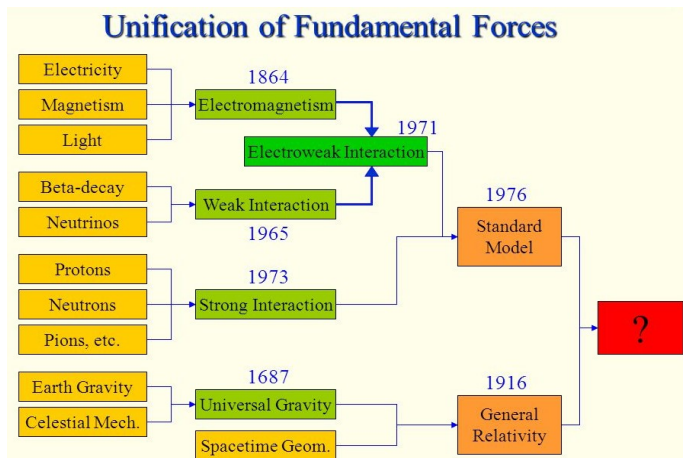 Unification of Fundamental Forces
Electricity
Magnetism
Light
1864
Electromagnetism
1971
Electroweak Interaction
Beta-decay
Neutrinos
Weak Interaction
1965
1976
Standard
Model
Protons
Neutrons
Pions, etc.
1973
Strong Interaction
?
Earth Gravity
Celestial Mech.
1687
Universal Gravity
Spacetime Geom.
1916
General
Relativity